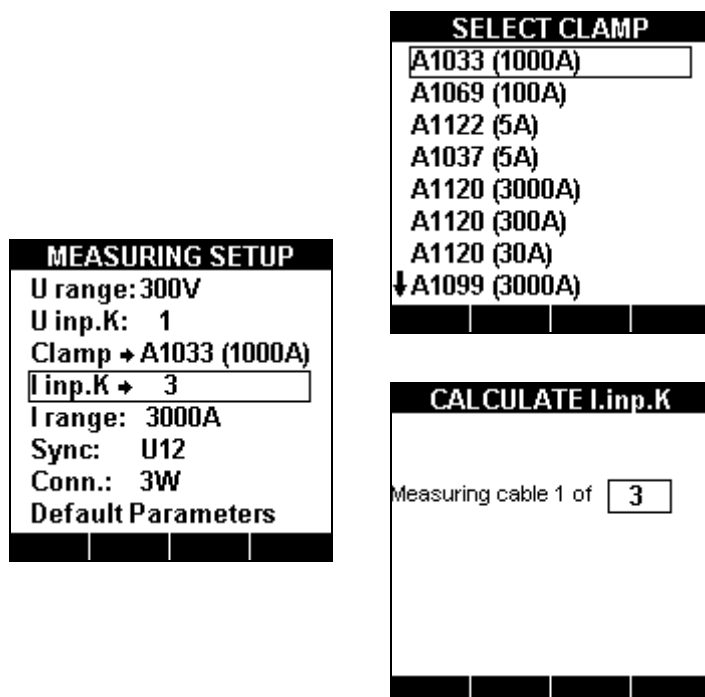 MEASURING SETUP
U range: 300V
U inp.K: 1
Clamp → A1033 (1000A)
I inp.K → 3
I range: 3000A
Sync: U12
Conn.: 3W
Default Parameters
SELECT CLAMP
A1033 (1000A)
A1069 (100A)
A1122 (5A)
A1037 (5A)
A1120 (3000A)
A1120 (300A)
A1120 (30A)
↓A1099 (3000A)
CALCULATE I.inp.K
Measuring cable 1 of 3